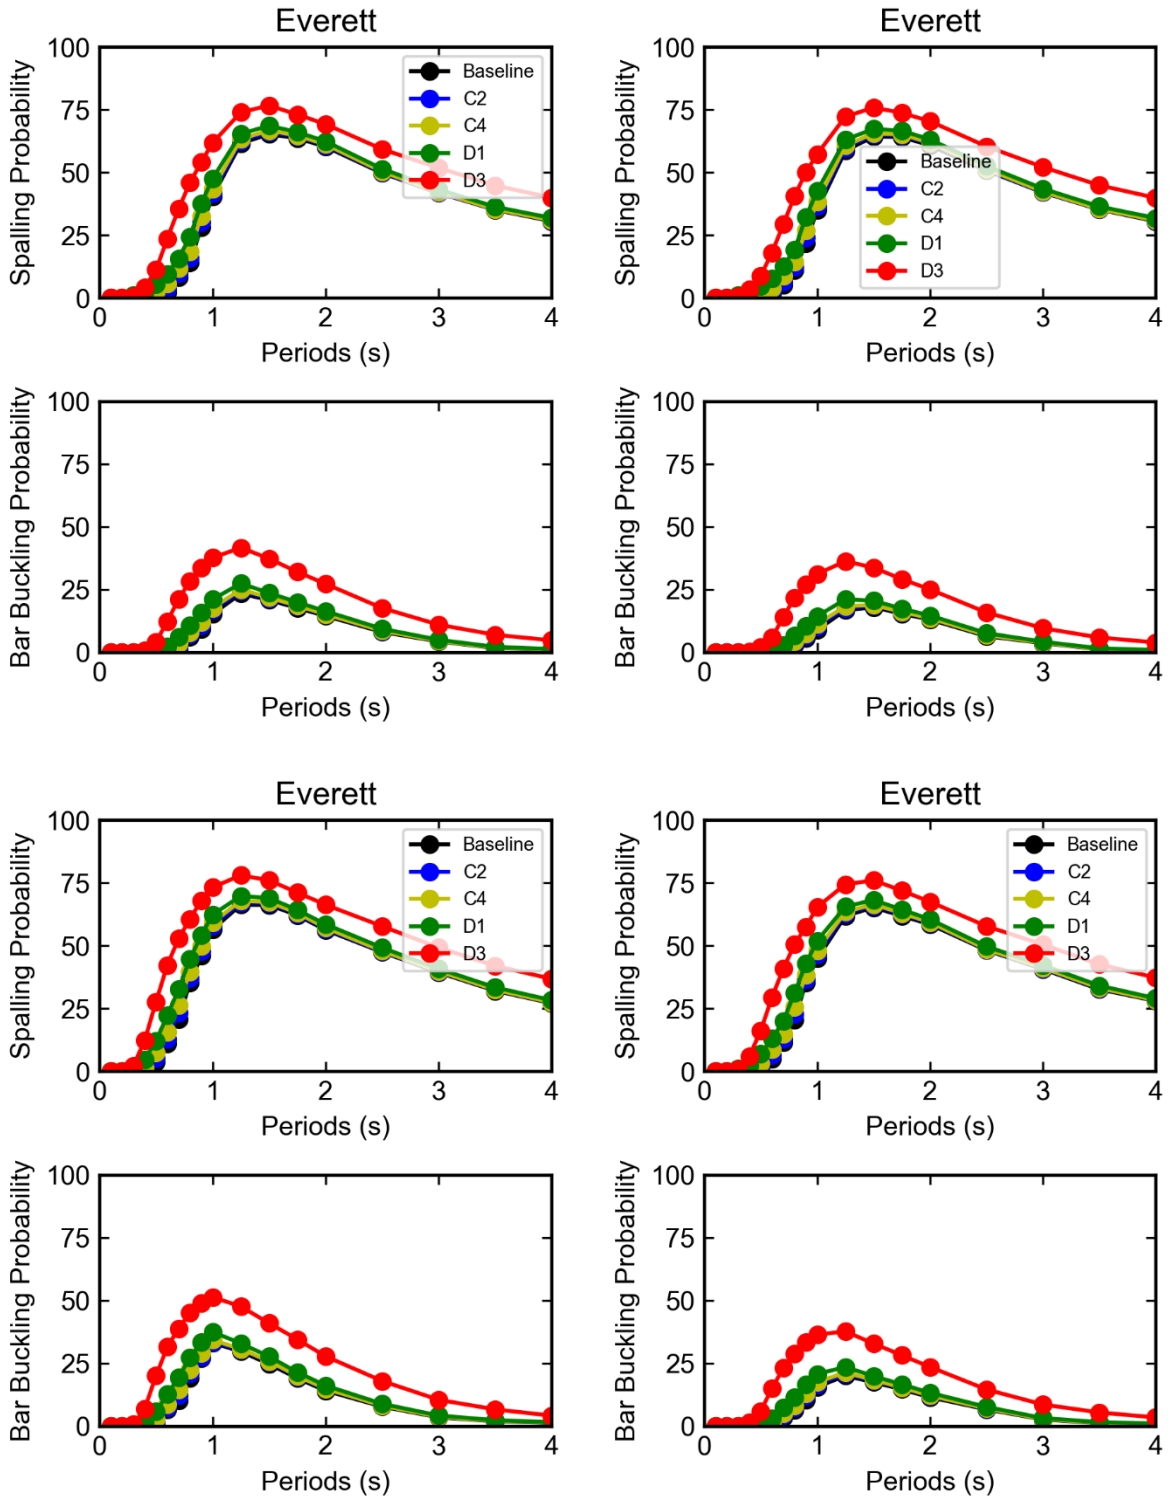 Everett
Everett
Spalling Probability
100
75
50
25
0
Baseline
C2
C4
D1
D3
0 1 2 3 4
Periods (s)
Spalling Probability
100
75
50
25
0
Baseline
C2
C4
D1
D3
0 1 2 3 4
Periods (s)
Bar Buckling Probability
100
75
50
25
0
0 1 2 3 4
Periods (s)
Bar Buckling Probability
100
75
50
25
0
0 1 2 3 4
Periods (s)
Everett
Everett
Spalling Probability
100
75
50
25
0
Baseline
C2
C4
D1
D3
0 1 2 3 4
Periods (s)
Spalling Probability
100
75
50
25
0
Baseline
C2
C4
D1
D3
0 1 2 3 4
Periods (s)
Bar Buckling Probability
100
75
50
25
0
0 1 2 3 4
Periods (s)
Bar Buckling Probability
100
75
50
25
0
0 1 2 3 4
Periods (s)